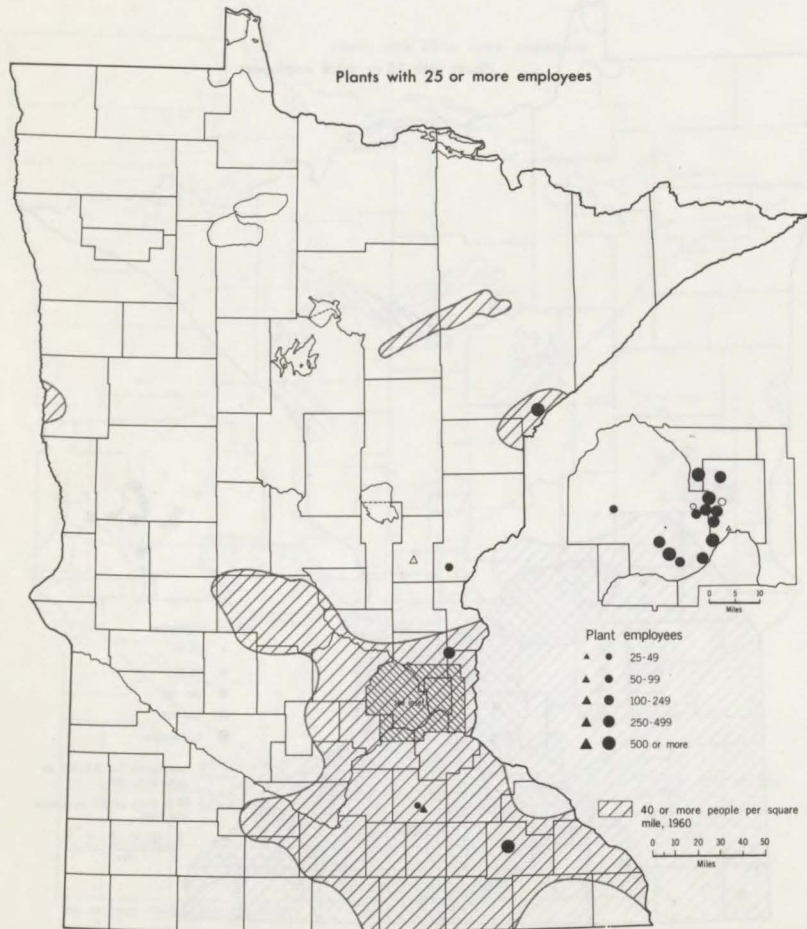 Plants with 25 or more employees
see inset
0 5 10
Miles
Plant employees
25-49
50-99
100-249
250-499
500 or more
40 or more people per square
mile, 1960
0 10 20 30 40 50
Miles